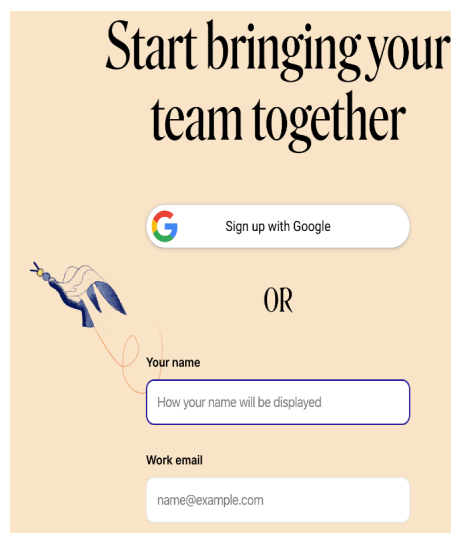 Start bringing your
team together
Sign up with Google
OR
Your name
How your name will be displayed
Work email
name@example.com